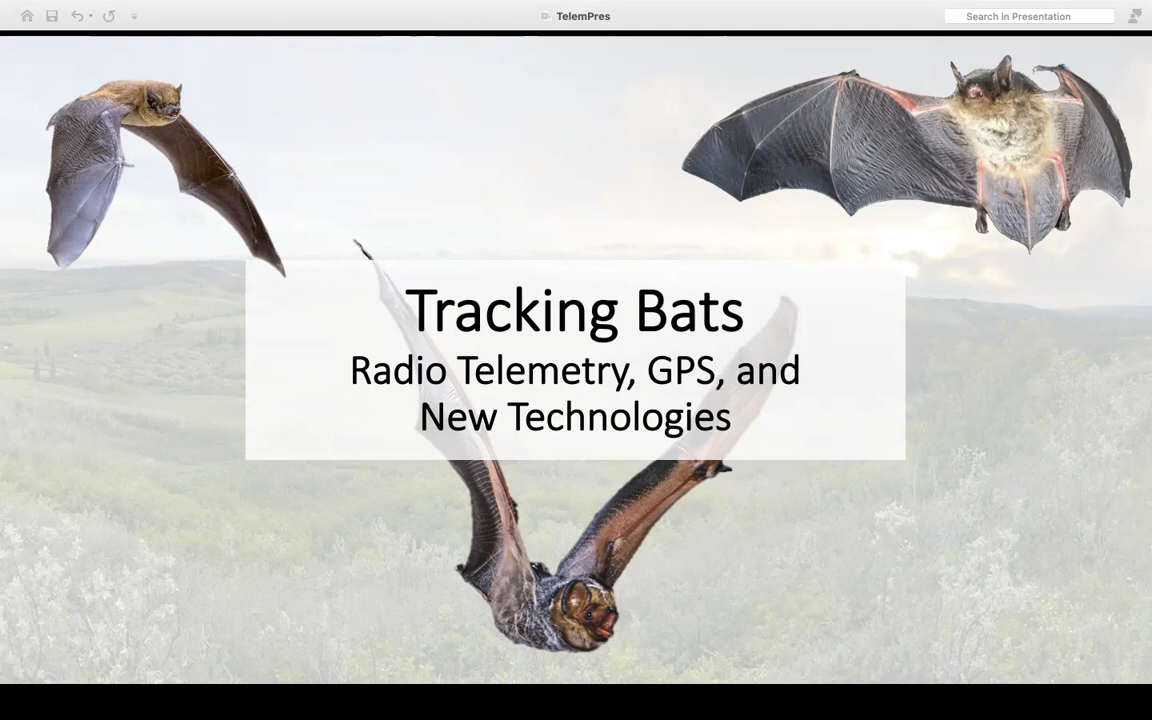 TelemPres
Search in Presentation
Tracking Bats
Radio Telemetry, GPS, and
New Technologies